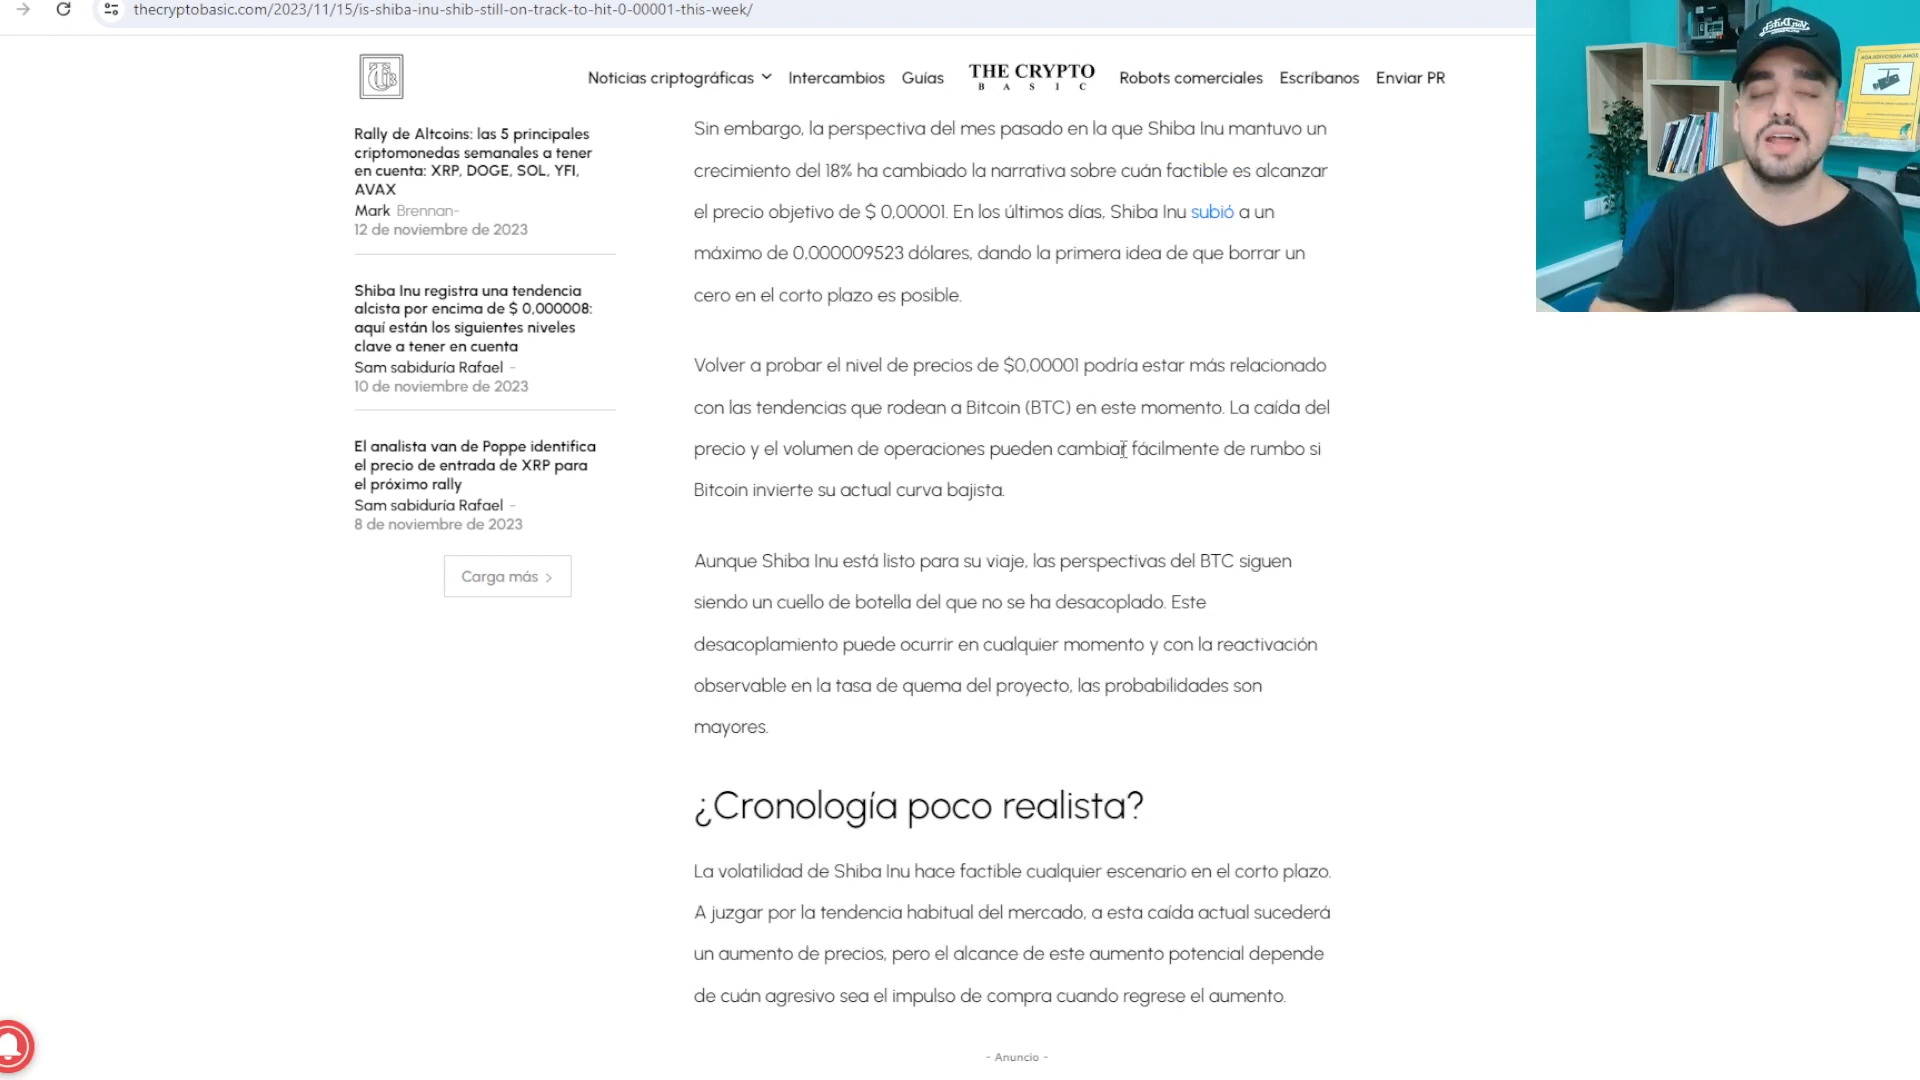 thecryptobasic.com/2023/11/15/is-shiba-inu-shib-still-on-track-to-hit-0-00001-this-week/
Noticias criptográficas Intercambios Guías THE CRYPTO BASIC Robots comerciales Escríbanos Enviar PR
Rally de Altcoins: las 5 principales
criptomonedas semanales a tener
en cuenta: XRP, DOGE, SOL, YFI,
AVAX
Mark Brennan-
12 de noviembre de 2023
Shiba Inu registra una tendencia
alcista por encima de $ 0,000008:
aquí están los siguientes niveles
clave a tener en cuenta
Sam sabiduría Rafael -
10 de noviembre de 2023
El analista van de Poppe identifica
el precio de entrada de XRP para
el próximo rally
Sam sabiduría Rafael -
8 de noviembre de 2023
Carga más >
Sin embargo, la perspectiva del mes pasado en la que Shiba Inu mantuvo un
crecimiento del 18% ha cambiado la narrativa sobre cuán factible es alcanzar
el precio objetivo de $ 0,00001. En los últimos días, Shiba Inu subió a un
máximo de 0,000009523 dólares, dando la primera idea de que borrar un
cero en el corto plazo es posible.
Volver a probar el nivel de precios de $0,00001 podría estar más relacionado
con las tendencias que rodean a Bitcoin (BTC) en este momento. La caída del
precio y el volumen de operaciones pueden cambiar fácilmente de rumbo si
Bitcoin invierte su actual curva bajista.
Aunque Shiba Inu está listo para su viaje, las perspectivas del BTC siguen
siendo un cuello de botella del que no se ha desacoplado. Este
desacoplamiento puede ocurrir en cualquier momento y con la reactivación
observable en la tasa de quema del proyecto, las probabilidades son
mayores.
¿Cronología poco realista?
La volatilidad de Shiba Inu hace factible cualquier escenario en el corto plazo.
A juzgar por la tendencia habitual del mercado, a esta caída actual sucederá
un aumento de precios, pero el alcance de este aumento potencial depende
de cuán agresivo sea el impulso de compra cuando regrese el aumento.
- Anuncio -